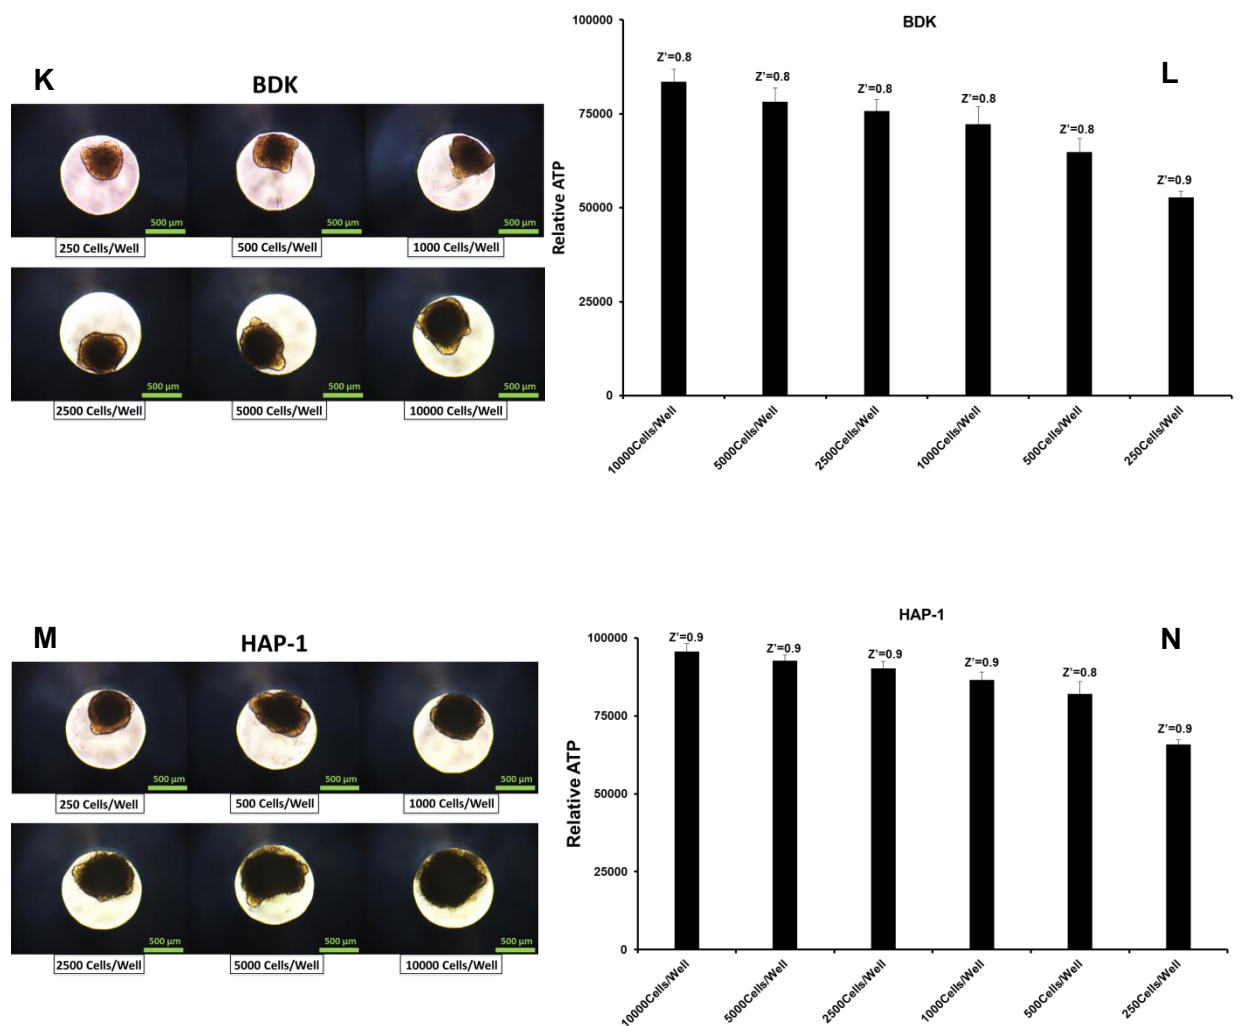 K
BDK
500 µm
500 µm
500 µm
250 Cells/Well
500 Cells/Well
1000 Cells/Well
500 µm
500 µm
500 µm
2500 Cells/Well
5000 Cells/Well
10000 Cells/Well
BDK
L
Relative ATP
100000
75000
50000
25000
0
Z'=0.8
Z'=0.8
Z'=0.8
Z'=0.8
Z'=0.8
Z'=0.9
10000Cells/Well
5000Cells/Well
2500Cells/Well
1000Cells/Well
500Cells/Well
250Cells/Well
M
HAP-1
500 µm
500 µm
500 µm
250 Cells/Well
500 Cells/Well
1000 Cells/Well
500 µm
500 µm
500 µm
2500 Cells/Well
5000 Cells/Well
10000 Cells/Well
HAP-1
N
Relative ATP
100000
75000
50000
25000
0
Z'=0.9
Z'=0.9
Z'=0.9
Z'=0.9
Z'=0.8
Z'=0.9
10000Cells/Well
5000Cells/Well
2500Cells/Well
1000Cells/Well
500Cells/Well
250Cells/Well